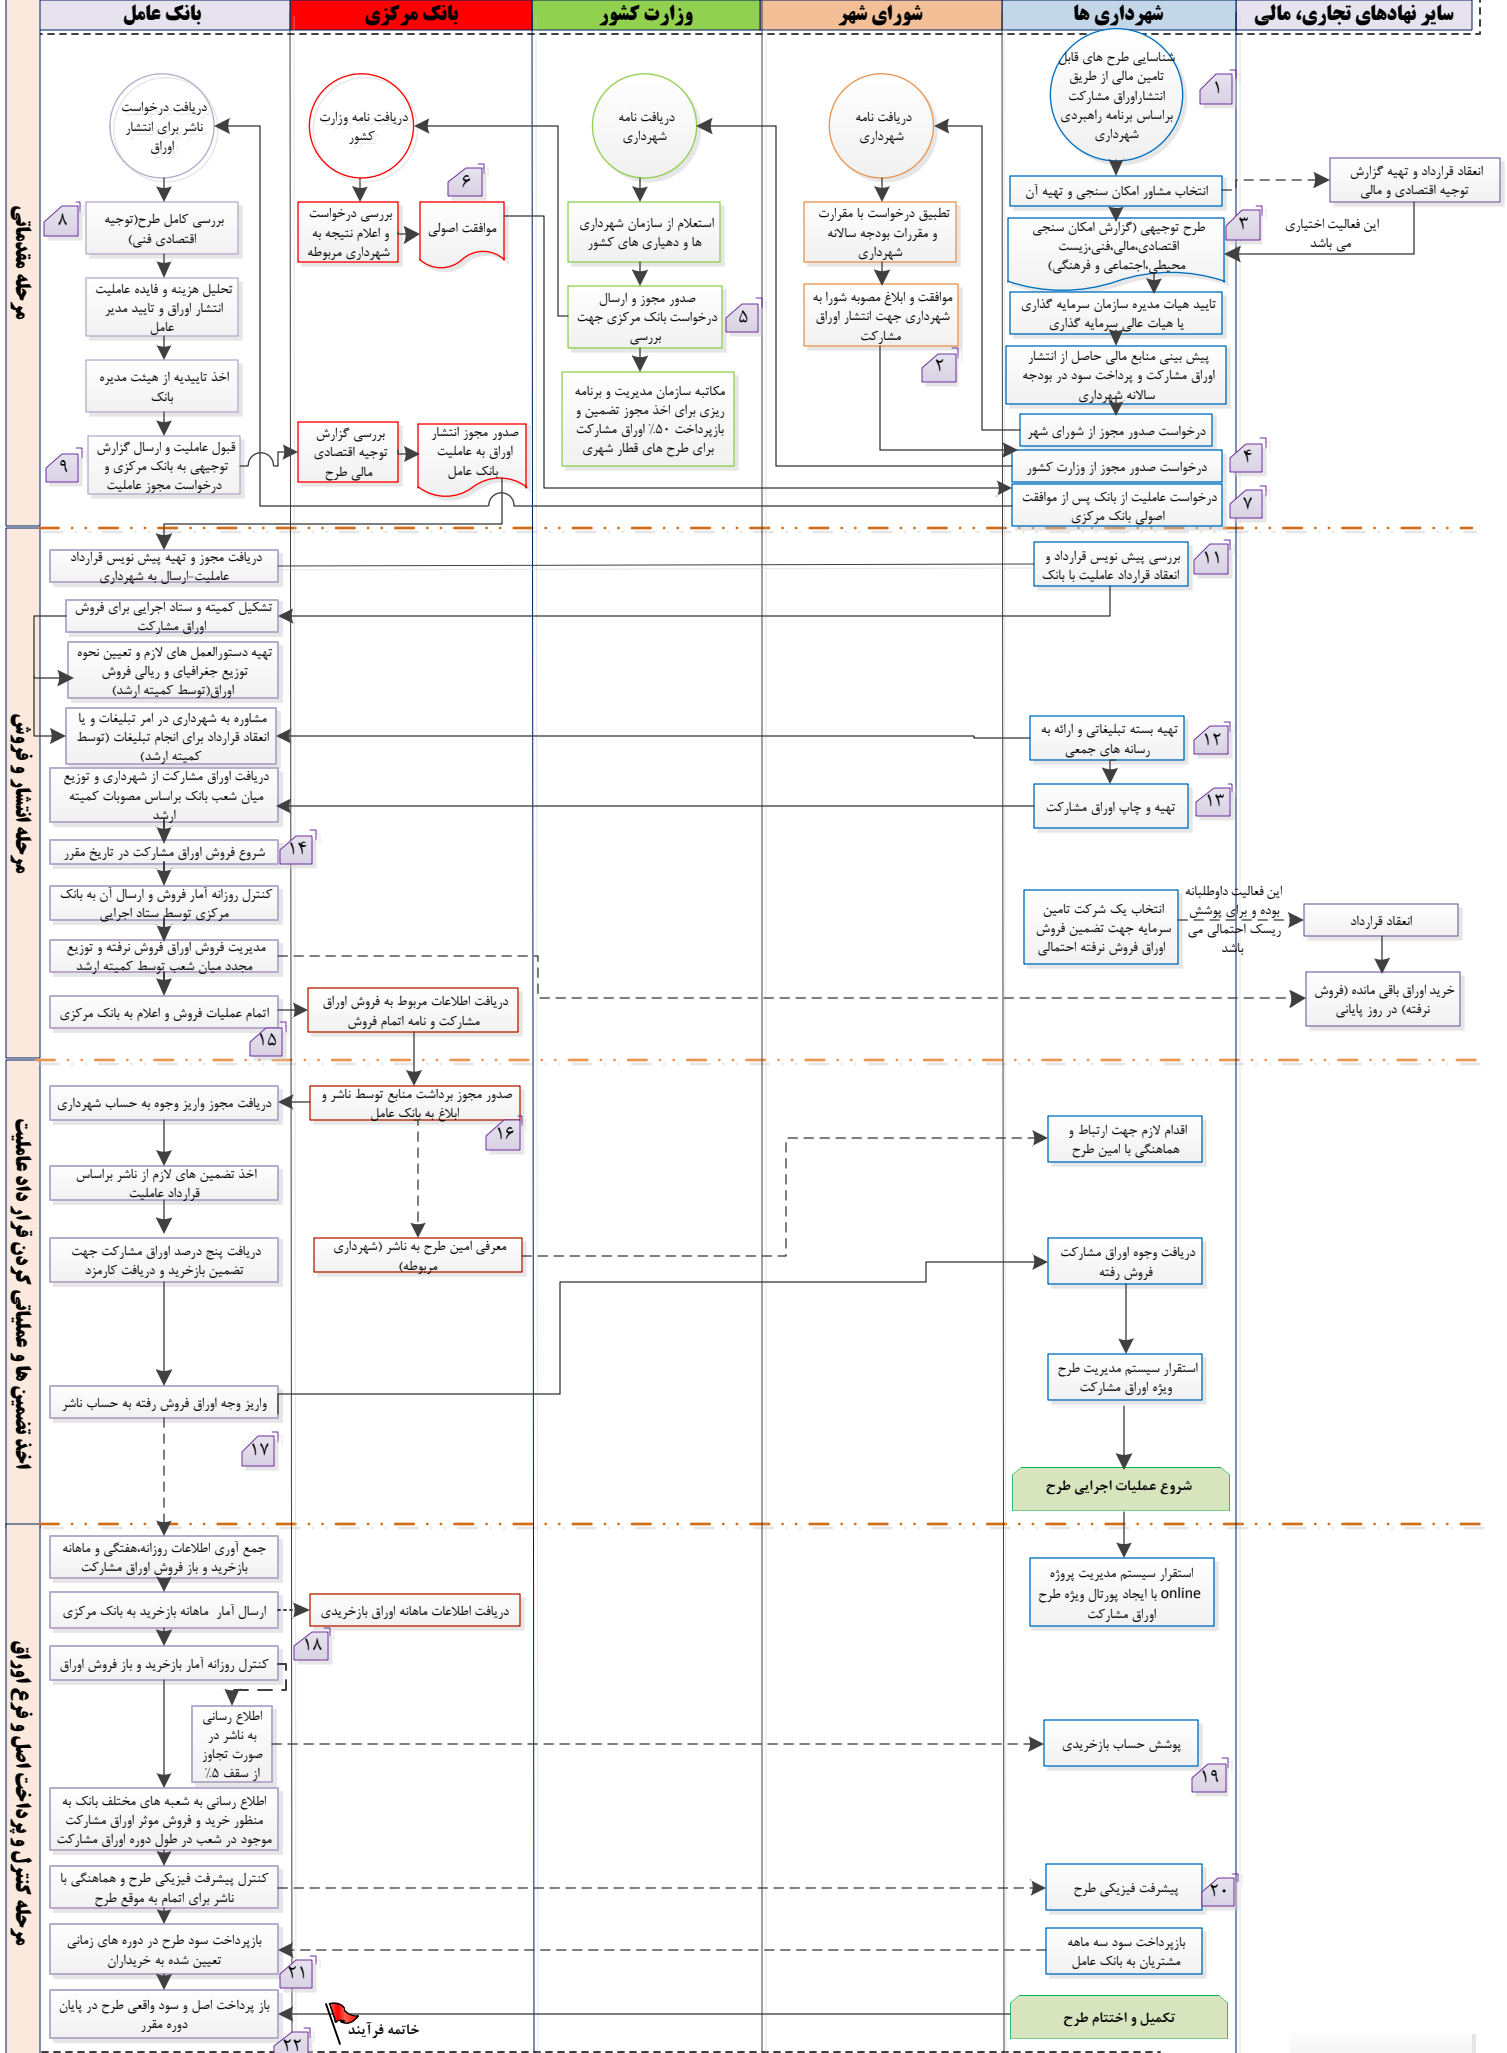 سایر نهادهای تجاری، مالی
شهرداری ها
شورای شهر
وزارت کشور
بانک مرکزی
بانک عامل
مرحله مقدماتی
شناسایی طرح های قابل
تامین مالی از طریق
انتشاراوراق مشارکت
براساس برنامه راهبردی
شهرداری
۱
انتخاب مشاور امکان سنجی و تهیه آن
انعقاد قرارداد و تهیه گزارش
توجیه اقتصادی و مالی
این فعالیت اختیاری
می باشد
۳
طرح توجیهی (گزارش امکان سنجی
اقتصادی،مالی،فنی،زیست
محیطی،اجتماعی و فرهنگی)
تایید هیات مدیره سازمان سرمایه گذاری
یا هیات عالی سرمایه گذاری
پیش بینی منابع مالی حاصل از انتشار
اوراق مشارکت و پرداخت سود در بودجه
سالانه شهرداری
درخواست صدور مجوز از شورای شهر
درخواست صدور مجوز از وزارت کشور
۴
درخواست عاملیت از بانک پس از موافقت
اصولی بانک مرکزی
۷
دریافت نامه
شهرداری
تطبیق درخواست با مقرارت
و مقررات بودجه سالانه
شهرداری
موافقت و ابلاغ مصوبه شورا به
شهرداری جهت انتشار اوراق
مشارکت
۲
دریافت نامه
شهرداری
استعلام از سازمان شهرداری
ها و دهیاری های کشور
صدور مجوز و ارسال
درخواست بانک مرکزی جهت
بررسی
۵
مکاتبه سازمان مدیریت و برنامه
ریزی برای اخذ مجوز تضمین و
بازپرداخت ۵۰٪ اوراق مشارکت
برای طرح های قطار شهری
دریافت نامه وزارت
کشور
۶
بررسی درخواست
و اعلام نتیجه به
شهرداری مربوطه
موافقت اصولی
بررسی گزارش
توجیه اقتصادی
مالی طرح
صدور مجوز انتشار
اوراق به عاملیت
بانک عامل
دریافت درخواست
ناشر برای انتشار
اوراق
۸
بررسی کامل طرح(توجیه
اقتصادی فنی)
تحلیل هزینه و فایده عاملیت
انتشار اوراق و تایید مدیر
عامل
اخذ تاییدیه از هیئت مدیره
بانک
قبول عاملیت و ارسال گزارش
توجیهی به بانک مرکزی و
درخواست مجوز عاملیت
۹
مرحله انتشار و فروش
دریافت مجوز و تهیه پیش نویس قرارداد
عاملیت-ارسال به شهرداری
بررسی پیش نویس قرارداد و
انعقاد قرارداد عاملیت با بانک
۱۱
تشکیل کمیته و ستاد اجرایی برای فروش
اوراق مشارکت
تهیه دستورالعمل های لازم و تعیین نحوه
توزیع جغرافیای و ریالی فروش
اوراق(توسط کمیته ارشد)
مشاوره به شهرداری در امر تبلیغات و یا
انعقاد قرارداد برای انجام تبلیغات (توسط
کمیته ارشد)
تهیه بسته تبلیغاتی و ارائه به
رسانه های جمعی
۱۲
دریافت اوراق مشارکت از شهرداری و توزیع
میان شعب بانک براساس مصوبات کمیته
ارشد
تهیه و چاپ اوراق مشارکت
۱۳
شروع فروش اوراق مشارکت در تاریخ مقرر
۱۴
کنترل روزانه آمار فروش و ارسال آن به بانک
مرکزی توسط ستاد اجرایی
انتخاب یک شرکت تامین
سرمایه جهت تضمین فروش
اوراق فروش نرفته احتمالی
این فعالیت داوطلبانه
بوده و برای پوشش
ریسک احتمالی می
باشد
انعقاد قرارداد
مدیریت فروش اوراق فروش نرفته و توزیع
مجدد میان شعب توسط کمیته ارشد
خرید اوراق باقی مانده (فروش
نرفته) در روز پایانی
اتمام عملیات فروش و اعلام به بانک مرکزی
۱۵
دریافت اطلاعات مربوط به فروش اوراق
مشارکت و نامه اتمام فروش
اخذ تضمین ها و عملیاتی کردن قرار داد عاملیت
صدور مجوز برداشت منابع توسط ناشر و
ابلاغ به بانک عامل
۱۶
دریافت مجوز واریز وجوه به حساب شهرداری
اقدام لازم جهت ارتباط و
هماهنگی با امین طرح
اخذ تضمین های لازم از ناشر براساس
قرارداد عاملیت
معرفی امین طرح به ناشر (شهرداری
مربوطه)
دریافت پنج درصد اوراق مشارکت جهت
تضمین بازخرید و دریافت کارمزد
دریافت وجوه اوراق مشارکت
فروش رفته
استقرار سیستم مدیریت طرح
ویژه اوراق مشارکت
واریز وجه اوراق فروش رفته به حساب ناشر
۱۷
شروع عملیات اجرایی طرح
مرحله کنترل و پرداخت اصل و فرع اوراق
جمع آوری اطلاعات روزانه،هفتگی و ماهانه
بازخرید و باز فروش اوراق مشارکت
استقرار سیستم مدیریت پروژه
online با ایجاد پورتال ویژه طرح
اوراق مشارکت
ارسال آمار ماهانه بازخرید به بانک مرکزی
دریافت اطلاعات ماهانه اوراق بازخریدی
۱۸
کنترل روزانه آمار بازخرید و باز فروش اوراق
اطلاع رسانی
به ناشر در
صورت تجاوز
از سقف ۵٪
پوشش حساب بازخریدی
۱۹
اطلاع رسانی به شعبه های مختلف بانک به
منظور خرید و فروش موثر اوراق مشارکت
موجود در شعب در طول دوره اوراق مشارکت
کنترل پیشرفت فیزیکی طرح و هماهنگی با
ناشر برای اتمام به موقع طرح
پیشرفت فیزیکی طرح
۲۰
بازپرداخت سود طرح در دوره های زمانی
تعیین شده به خریداران
۲۱
بازپرداخت سود سه ماهه
مشتریان به بانک عامل
باز پرداخت اصل و سود واقعی طرح در پایان
دوره مقرر
۲۲
خاتمه فرآیند
تکمیل و اختتام طرح